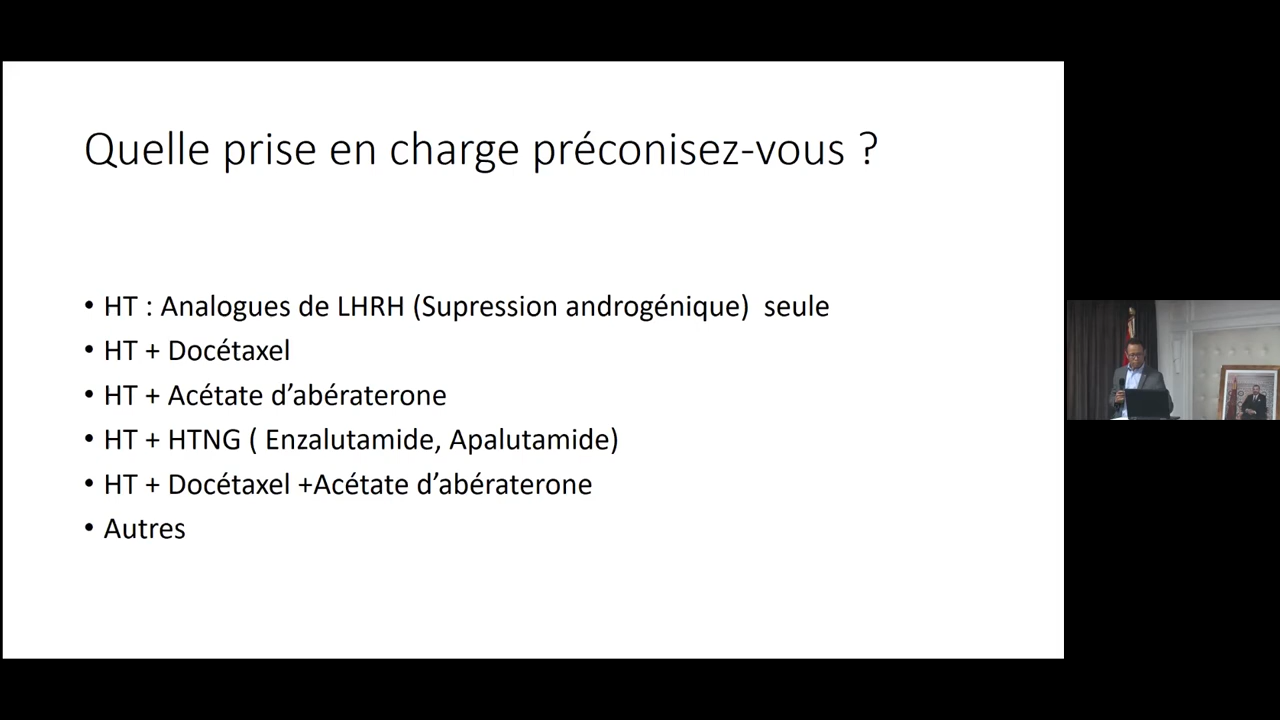 Quelle prise en charge préconisez-vous ?
• HT : Analogues de LHRH (Supression androgénique) seule
• HT + Docétaxel
• HT + Acétate d’abératerone
• HT + HTNG ( Enzalutamide, Apalutamide)
• HT + Docétaxel +Acétate d’abératerone
• Autres